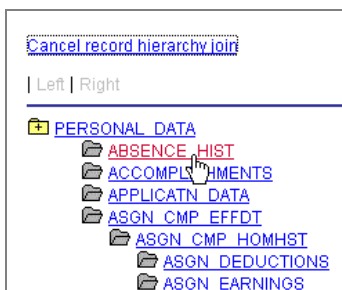 Cancel record hierarchy join
| Left | Right
PERSONAL_DATA
ABSENCE_HIST
ACCOMPLISHMENTS
APPLICATN_DATA
ASGN_CMP_EFFDT
ASGN_CMP_HOMHST
ASGN_DEDUCTIONS
ASGN_EARNINGS